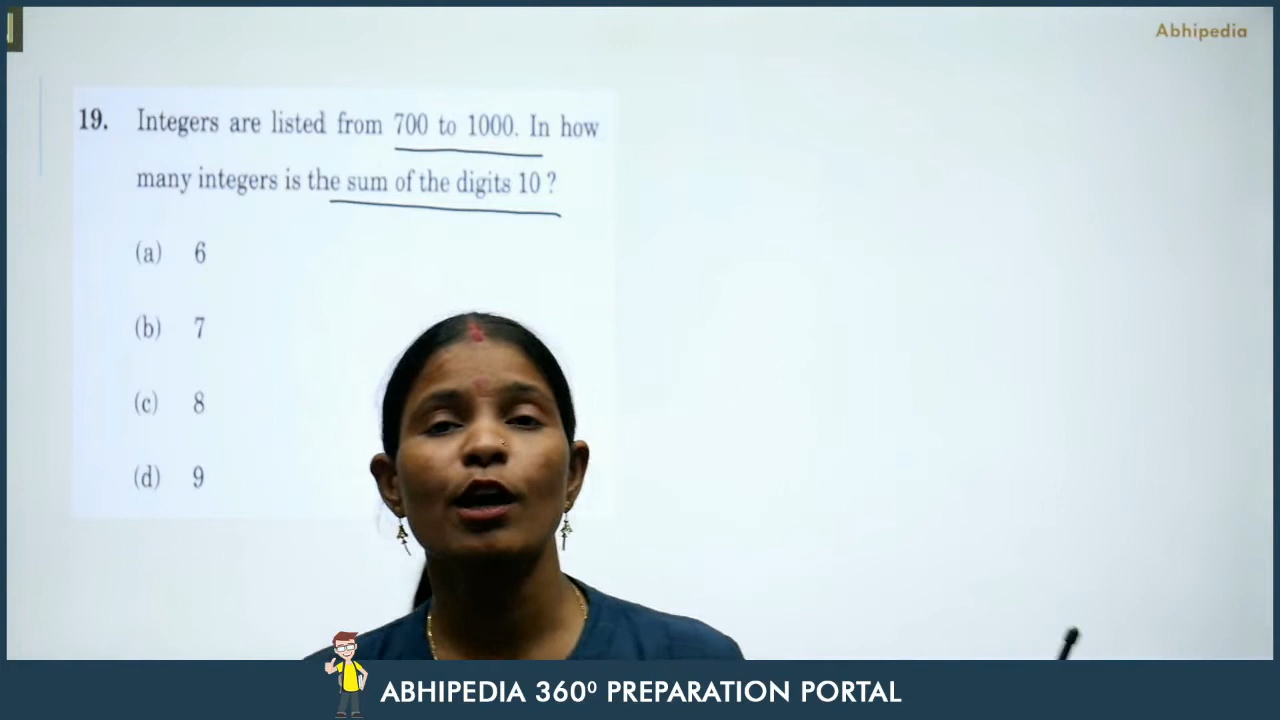 Abhipedia
19. Integers are listed from 700 to 1000. In how
many integers is the sum of the digits 10 ?
(a) 6
(b) 7
(c) 8
(d) 9
ABHIPEDIA 360⁰ PREPARATION PORTAL